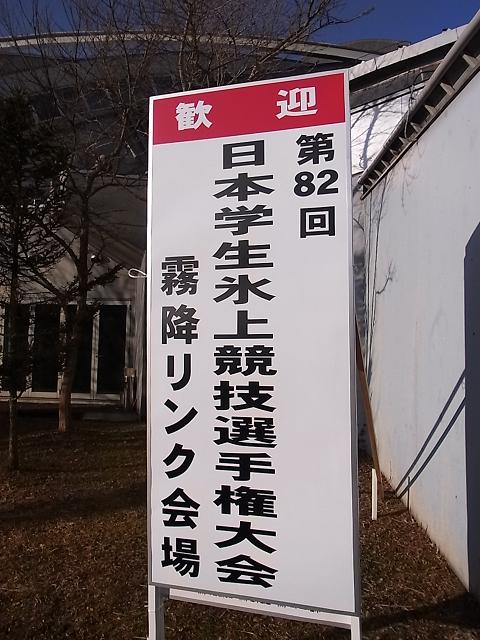 歓迎
第82回
日本学生氷上競技選手権大会
霧降リンク会場